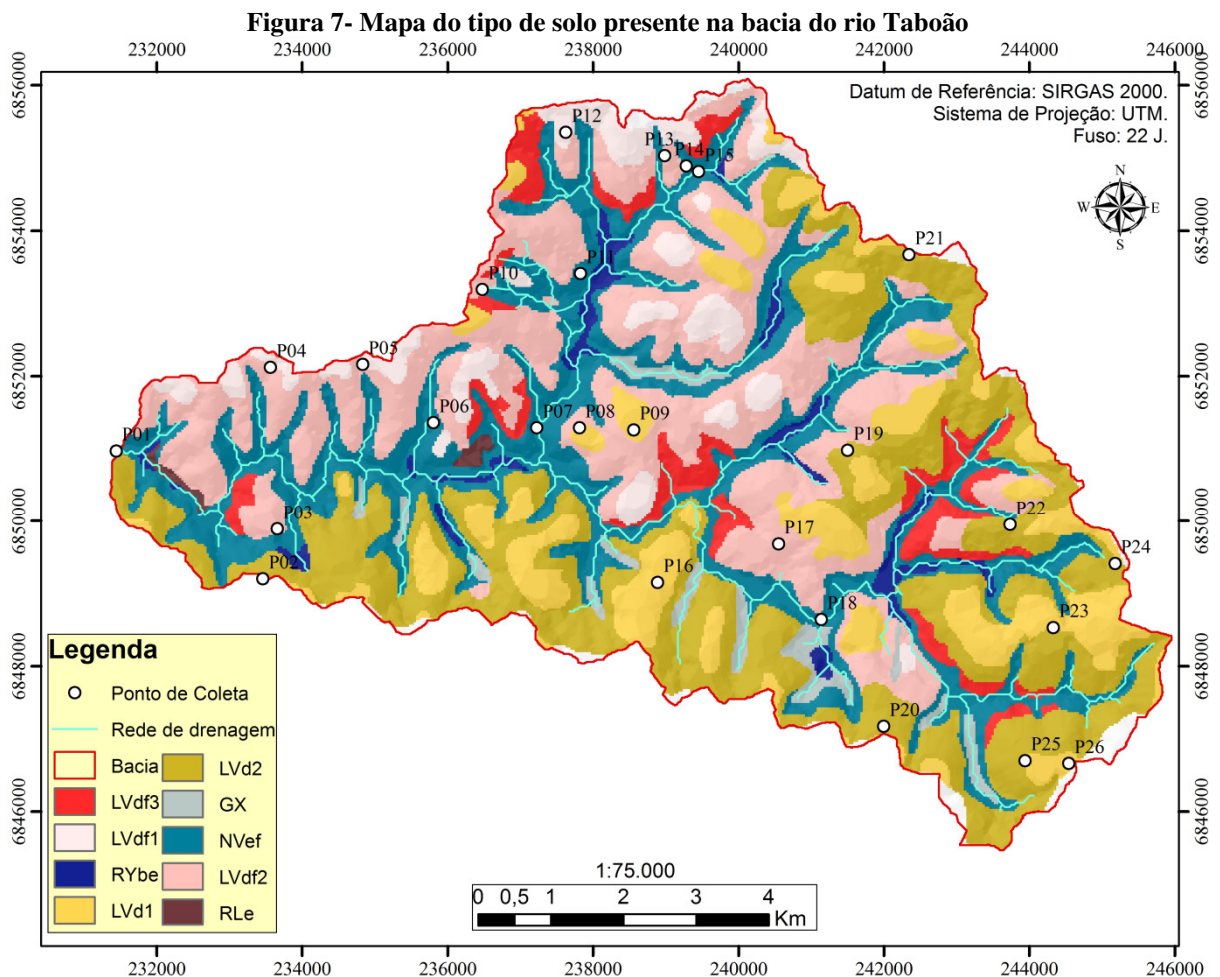 Figura 7- Mapa do tipo de solo presente na bacia do rio Taboão
232000 234000 236000 238000 240000 242000 244000 246000
6856000 6856000
Datum de Referência: SIRGAS 2000.
Sistema de Projeção: UTM.
Fuso: 22 J.
N
W E
S
6854000 6854000
6852000 6852000
6850000 6850000
6848000 6848000
6846000 6846000
P12
P13
P14
P15
P21
P11
P10
P04
P05
P06
P07
P08
P09
P19
P01
P03
P02
P17
P22
P24
P16
P18
P23
P20
P25
P26
Legenda
Ponto de Coleta
Rede de drenagem
Bacia LVd2
LVdf3 GX
LVdf1 NVef
RYbe LVdf2
LVd1 RLe
1:75.000
0 0,5 1 2 3 4
Km
232000 234000 236000 238000 240000 242000 244000 246000